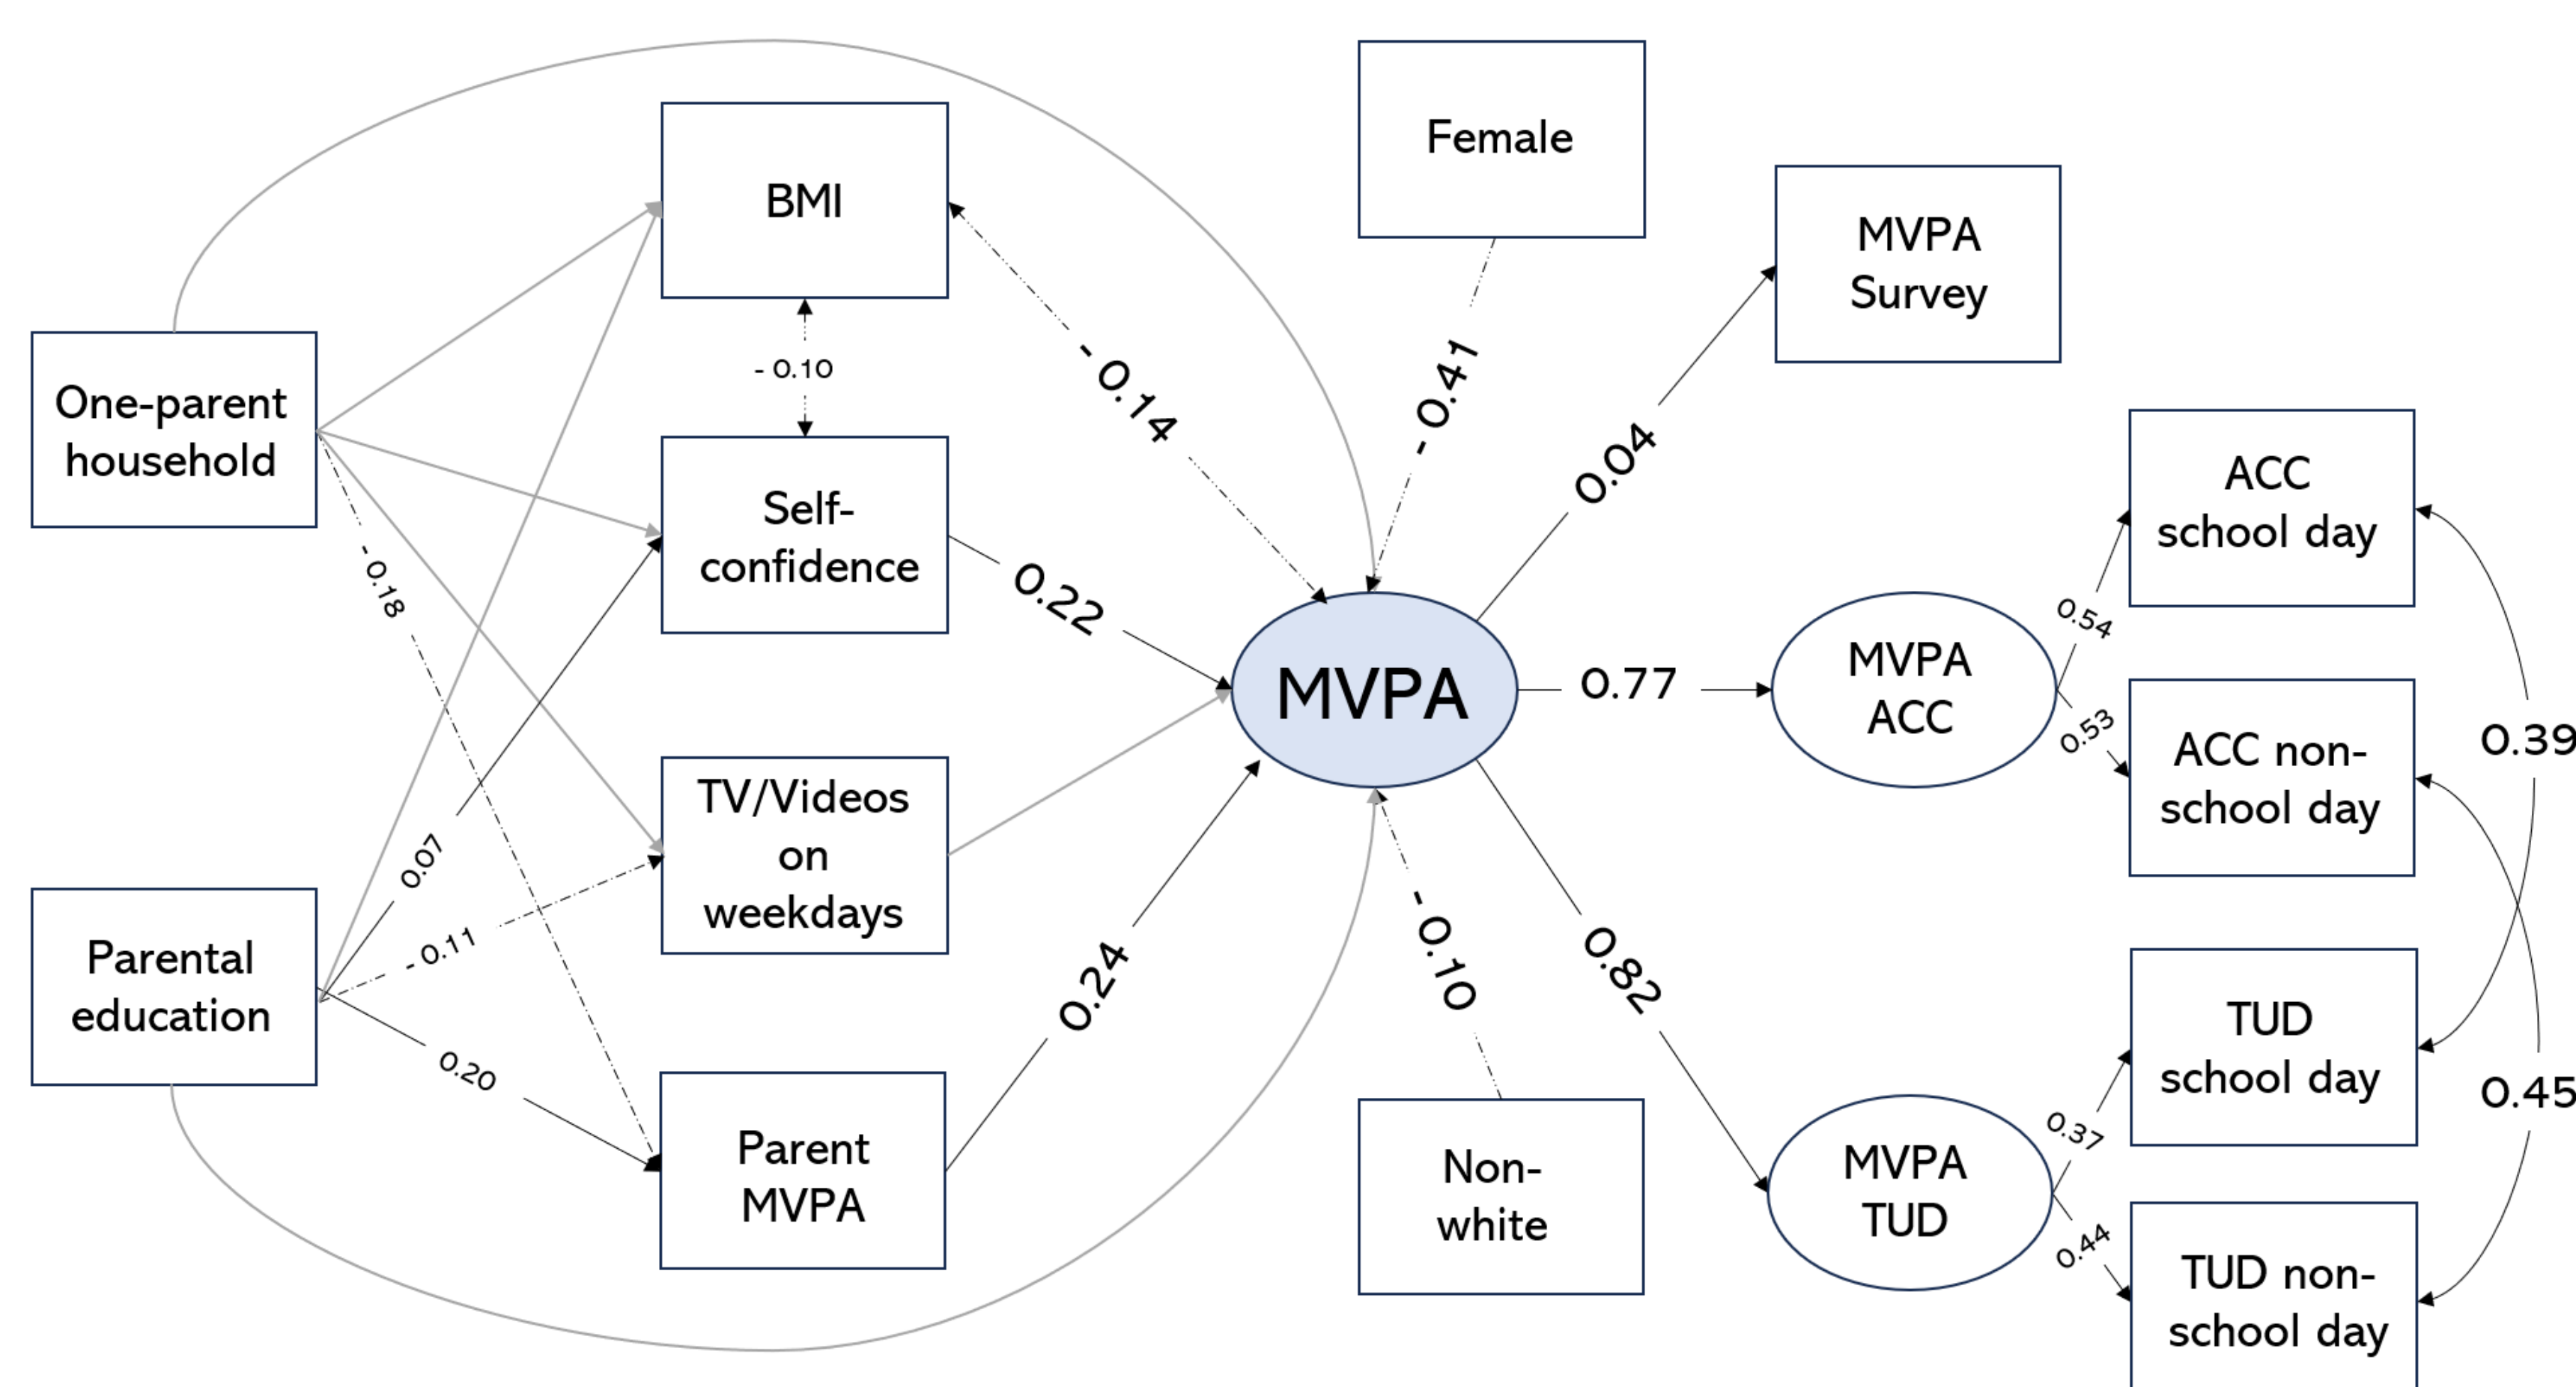 Female
BMI
MVPA
Survey
- 0.10
- 0.14
- 0.41
0.04
One-parent
household
Self-
confidence
ACC
school day
- 0.18
0.22
0.54
MVPA
0.77
MVPA
ACC
0.53
ACC non-
school day
0.39
TV/Videos
on
weekdays
0.07
- 0.11
Parental
education
0.24
- 0.10
0.82
TUD
school day
0.20
0.45
Parent
MVPA
Non-
white
MVPA
TUD
0.37
0.44
TUD non-
school day